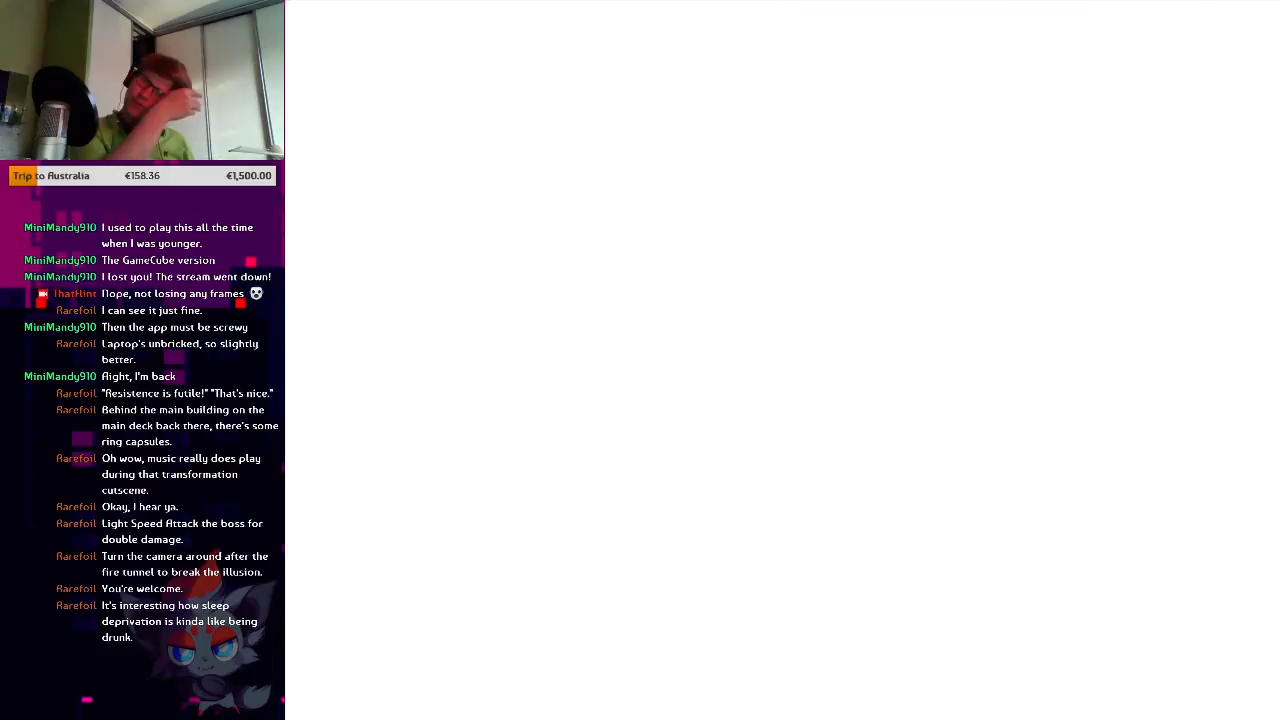 Trip to Australia €158.36 €1,500.00
MiniMandy910 I used to play this all the time
when I was younger.
MiniMandy910 The GameCube version
MiniMandy910 I lost you! The stream went down!
ThatFlint Nope, not losing any frames
Rarefoil I can see it just fine.
MiniMandy910 Then the app must be screwy
Rarefoil Laptop's unbricked, so slightly
better.
MiniMandy910 Aight, I'm back
Rarefoil "Resistence is futile!" "That's nice."
Rarefoil Behind the main building on the
main deck back there, there's some
ring capsules.
Rarefoil Oh wow, music really does play
during that transformation
cutscene.
Rarefoil Okay, I hear ya.
Rarefoil Light Speed Attack the boss for
double damage.
Rarefoil Turn the camera around after the
fire tunnel to break the illusion.
Rarefoil You're welcome.
Rarefoil It's interesting how sleep
deprivation is kinda like being
drunk.